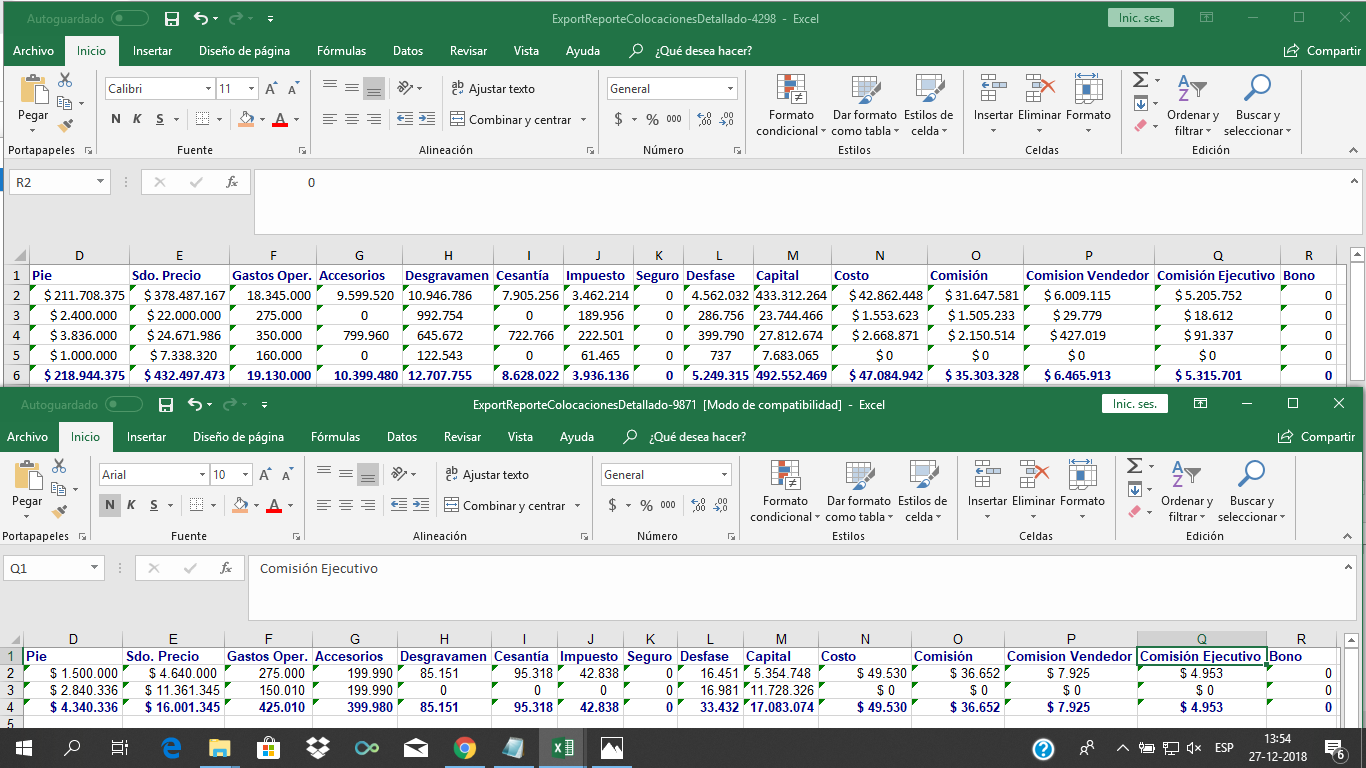 Autoguardado ExportReporteColocacionesDetallado-4298 - Excel Inic. ses.
Archivo Inicio Insertar Diseño de página Fórmulas Datos Revisar Vista Ayuda ¿Qué desea hacer? Compartir
Calibri 11 Ajustar texto General
Pegar N K S Combinar y centrar $ % 000 Formato condicional Dar formato como tabla Estilos de celda Insertar Eliminar Formato Ordenar y filtrar Buscar y seleccionar
Portapapeles Fuente Alineación Número Estilos Celdas Edición
R2 fx 0
D E F G H I J K L M N O P Q R
1 Pie Sdo. Precio Gastos Oper. Accesorios Desgravamen Cesantía Impuesto Seguro Desfase Capital Costo Comisión Comision Vendedor Comisión Ejecutivo Bono
2 $ 211.708.375 $ 378.487.167 18.345.000 9.599.520 10.946.786 7.905.256 3.462.214 0 4.562.032 433.312.264 $ 42.862.448 $ 31.647.581 $ 6.009.115 $ 5.205.752 0
3 $ 2.400.000 $ 22.000.000 275.000 0 992.754 0 189.956 0 286.756 23.744.466 $ 1.553.623 $ 1.505.233 $ 29.779 $ 18.612 0
4 $ 3.836.000 $ 24.671.986 350.000 799.960 645.672 722.766 222.501 0 399.790 27.812.674 $ 2.668.871 $ 2.150.514 $ 427.019 $ 91.337 0
5 $ 1.000.000 $ 7.338.320 160.000 0 122.543 0 61.465 0 737 7.683.065 $ 0 $ 0 $ 0 $ 0 0
6 $ 218.944.375 $ 432.497.473 19.130.000 10.399.480 12.707.755 8.628.022 3.936.136 0 5.249.315 492.552.469 $ 47.084.942 $ 35.303.328 $ 6.465.913 $ 5.315.701 0
Autoguardado ExportReporteColocacionesDetallado-9871 [Modo de compatibilidad] - Excel Inic. ses.
Archivo Inicio Insertar Diseño de página Fórmulas Datos Revisar Vista Ayuda ¿Qué desea hacer? Compartir
Arial 10 Ajustar texto General
Pegar N K S Combinar y centrar $ % 000 Formato condicional Dar formato como tabla Estilos de celda Insertar Eliminar Formato Ordenar y filtrar Buscar y seleccionar
Portapapeles Fuente Alineación Número Estilos Celdas Edición
Q1 fx Comisión Ejecutivo
D E F G H I J K L M N O P Q R
1 Pie Sdo. Precio Gastos Oper. Accesorios Desgravamen Cesantía Impuesto Seguro Desfase Capital Costo Comisión Comision Vendedor Comisión Ejecutivo Bono
2 $ 1.500.000 $ 4.640.000 275.000 199.990 85.151 95.318 42.838 0 16.451 5.354.748 $ 49.530 $ 36.652 $ 7.925 $ 4.953 0
3 $ 2.840.336 $ 11.361.345 150.010 199.990 0 0 0 0 16.981 11.728.326 $ 0 $ 0 $ 0 $ 0 0
4 $ 4.340.336 $ 16.001.345 425.010 399.980 85.151 95.318 42.838 0 33.432 17.083.074 $ 49.530 $ 36.652 $ 7.925 $ 4.953 0
5
ESP 13:54
27-12-2018 6